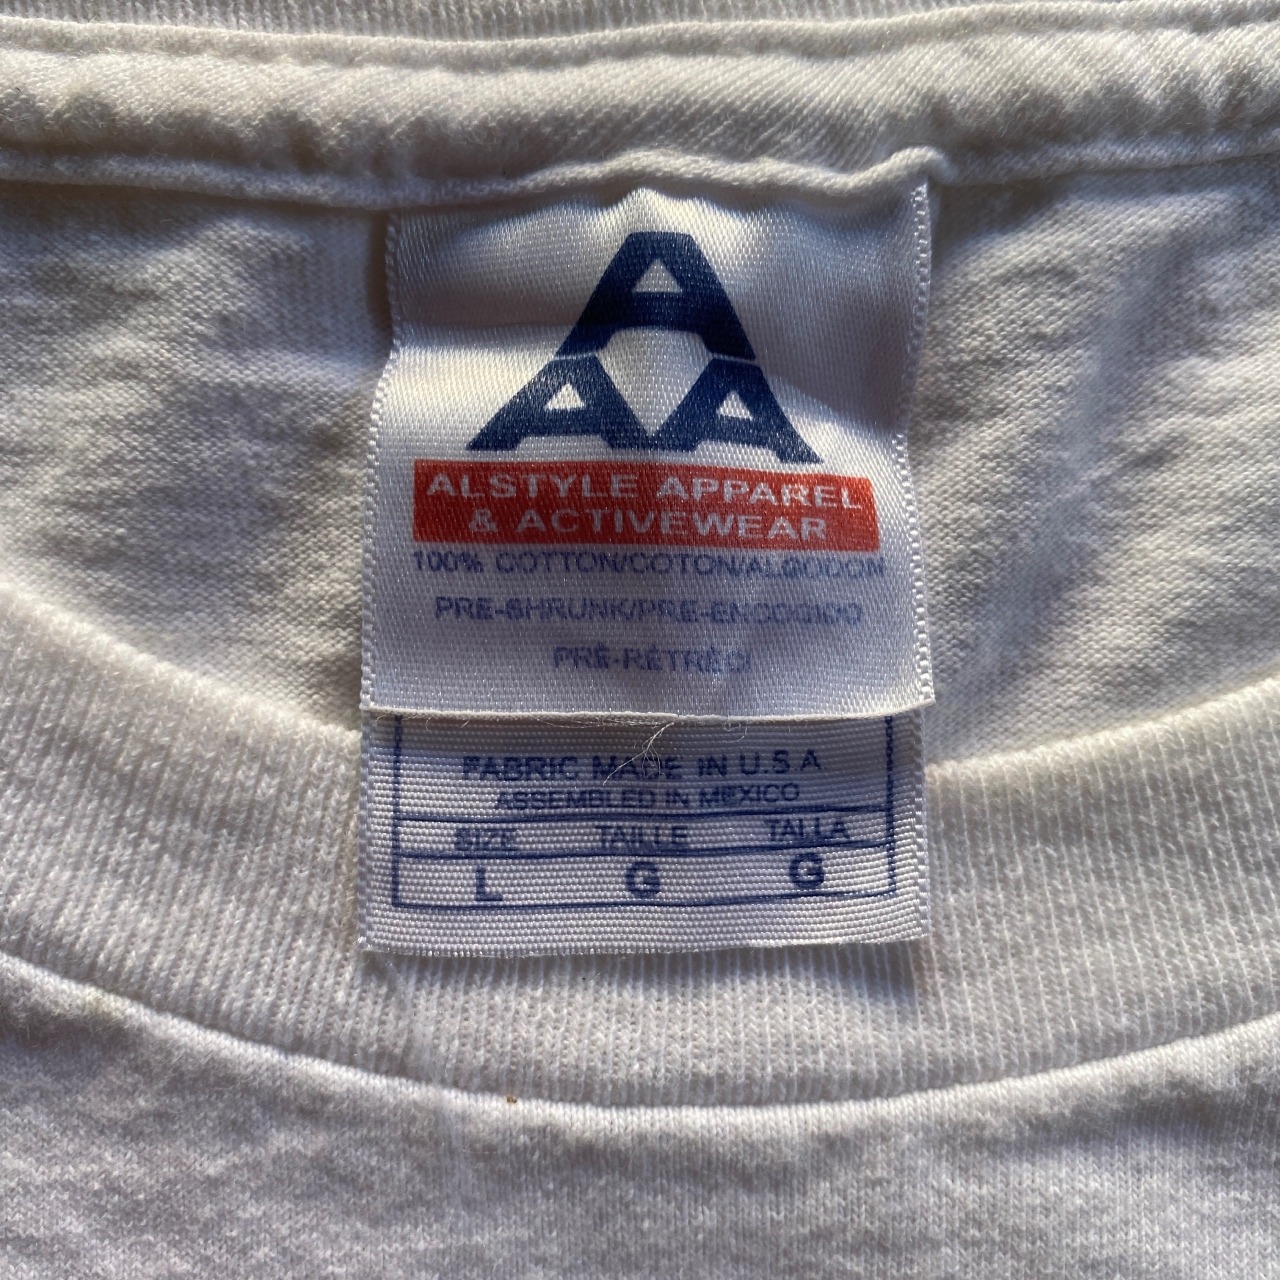 A
A A
ALSTYLE APPAREL
& ACTIVEWEAR
100% COTTON/COTON/ALGODON
PRE-SHRUNK/PRE-ENCOGIDO
PRÉ-RÉTRÉCI
FABRIC MADE IN U.S.A
ASSEMBLED IN MEXICO
SIZE TAILLE TALLA
L G G